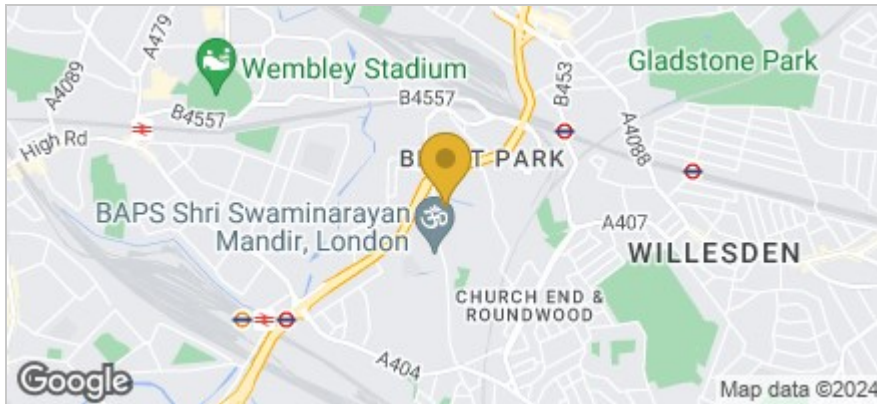 A479
Gladstone Park
Wembley Stadium
A4089
B453
B4557
B4557
A4088
High Rd
PARK
BAPS Shri Swaminarayan
Mandir, London
A407
WILLESDEN
CHURCH END &
ROUNDWOOD
A404
Google
Map data ©2024